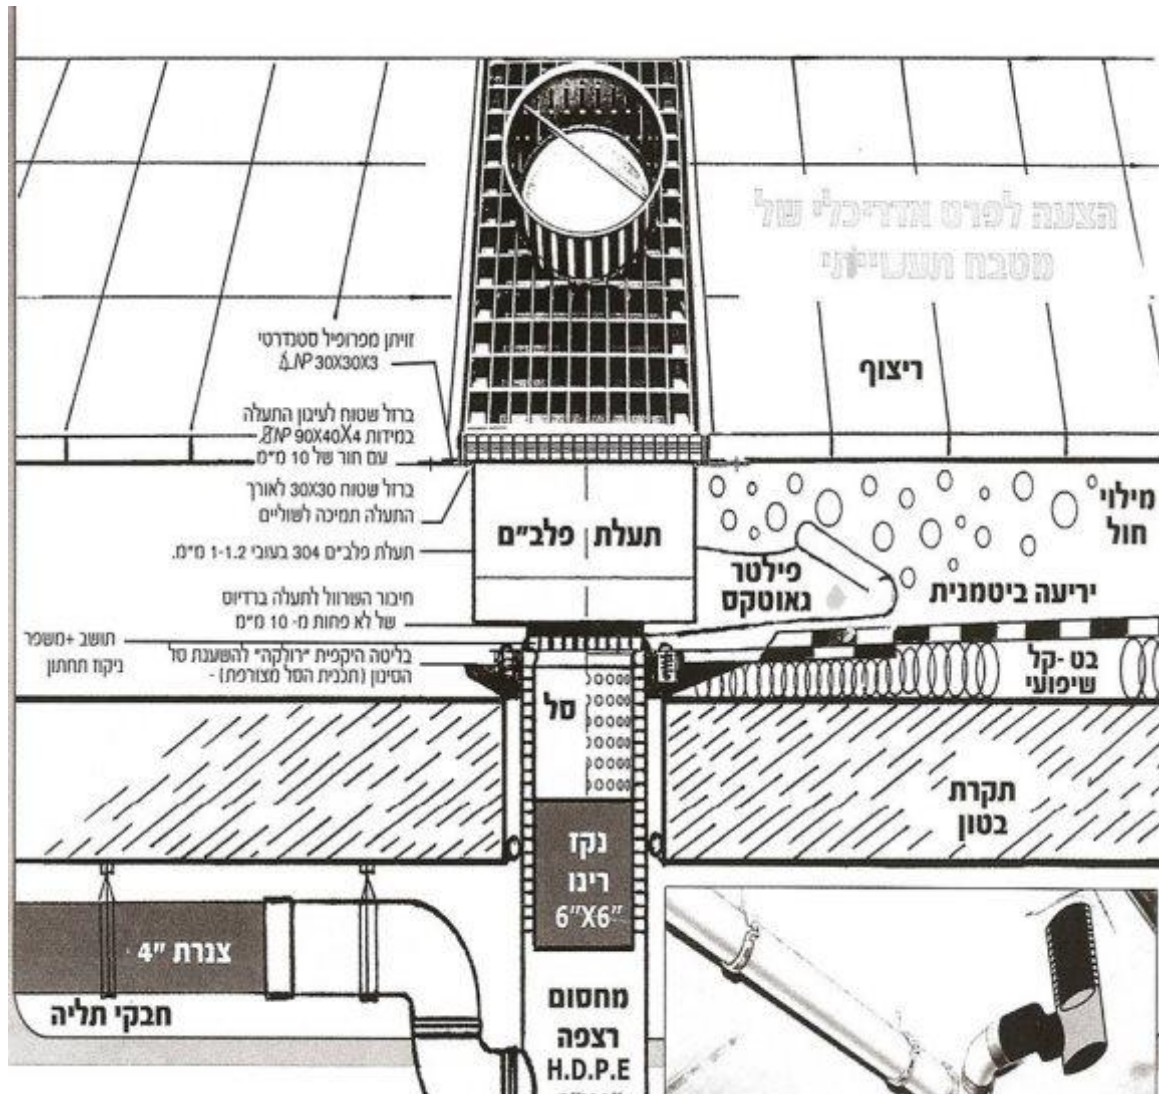 הצעה לפרט אדריכלי של
מטבח תעשייתי
ריצוף
זויתן מפרופיל סטנדרטי
30X30X3 מ"מ.
ברזל שטוח לעיגון התעלה
במידות 90X40X4 מ"מ.
עם חור של 10 מ"מ
ברזל שטוח 30X30 לאורך
התעלה תמיכה לשוליים
תעלת פלב"ם 304 בעובי 1-1.2 מ"מ.
חיבור השרוול לתעלה ברדיוס
של לא פחות מ- 10 מ"מ
תושב +משפר
ניקוז תחתון
בליטה היקפית "רולקה" להשענת סל
הסינון (תכנית הסל מצורפת) -
תעלת פלב"ם
מילוי
חול
פילטר
גאוטקס
יריעה ביטמנית
בט -קל
שיפועי
סל
תקרת
בטון
נקז
רינו
6"X6"
צנרת 4"
חבקי תליה
מחסום
רצפה
H.D.P.E